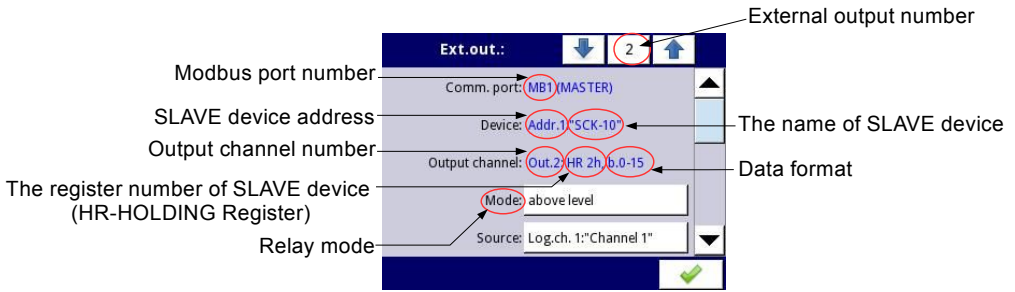 External output number
Ext.out.: 2
Modbus port number
Comm. port: MB1 (MASTER)
SLAVE device address
Device: Addr.1 "SCK-10"
The name of SLAVE device
Output channel number
Output channel: Out.2: HR 2h, b.0-15
Data format
The register number of SLAVE device
(HR-HOLDING Register)
Mode: above level
Relay mode
Source: Log.ch. 1:"Channel 1"